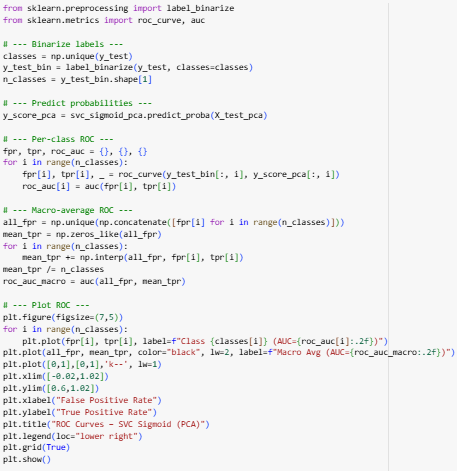 from sklearn.preprocessing import label_binarize
from sklearn.metrics import roc_curve, auc
# --- Binarize labels ---
classes = np.unique(y_test)
y_test_bin = label_binarize(y_test, classes=classes)
n_classes = y_test_bin.shape[1]
# --- Predict probabilities ---
y_score_pca = svc_sigmoid_pca.predict_proba(X_test_pca)
# --- Per-class ROC ---
fpr, tpr, roc_auc = {}, {}, {}
for i in range(n_classes):
    fpr[i], tpr[i], _ = roc_curve(y_test_bin[:, i], y_score_pca[:, i])
    roc_auc[i] = auc(fpr[i], tpr[i])
# --- Macro-average ROC ---
all_fpr = np.unique(np.concatenate([fpr[i] for i in range(n_classes)]))
mean_tpr = np.zeros_like(all_fpr)
for i in range(n_classes):
    mean_tpr += np.interp(all_fpr, fpr[i], tpr[i])
mean_tpr /= n_classes
roc_auc_macro = auc(all_fpr, mean_tpr)
# --- Plot ROC ---
plt.figure(figsize=(7,5))
for i in range(n_classes):
    plt.plot(fpr[i], tpr[i], label=f"Class {classes[i]} (AUC={roc_auc[i]:.2f})")
plt.plot(all_fpr, mean_tpr, color="black", lw=2, label=f"Macro Avg (AUC={roc_auc_macro:.2f})")
plt.plot([0,1],[0,1],'k--', lw=1)
plt.xlim([-0.02,1.02])
plt.ylim([0.6,1.02])
plt.xlabel("False Positive Rate")
plt.ylabel("True Positive Rate")
plt.title("ROC Curves – SVC Sigmoid (PCA)")
plt.legend(loc="lower right")
plt.grid(True)
plt.show()